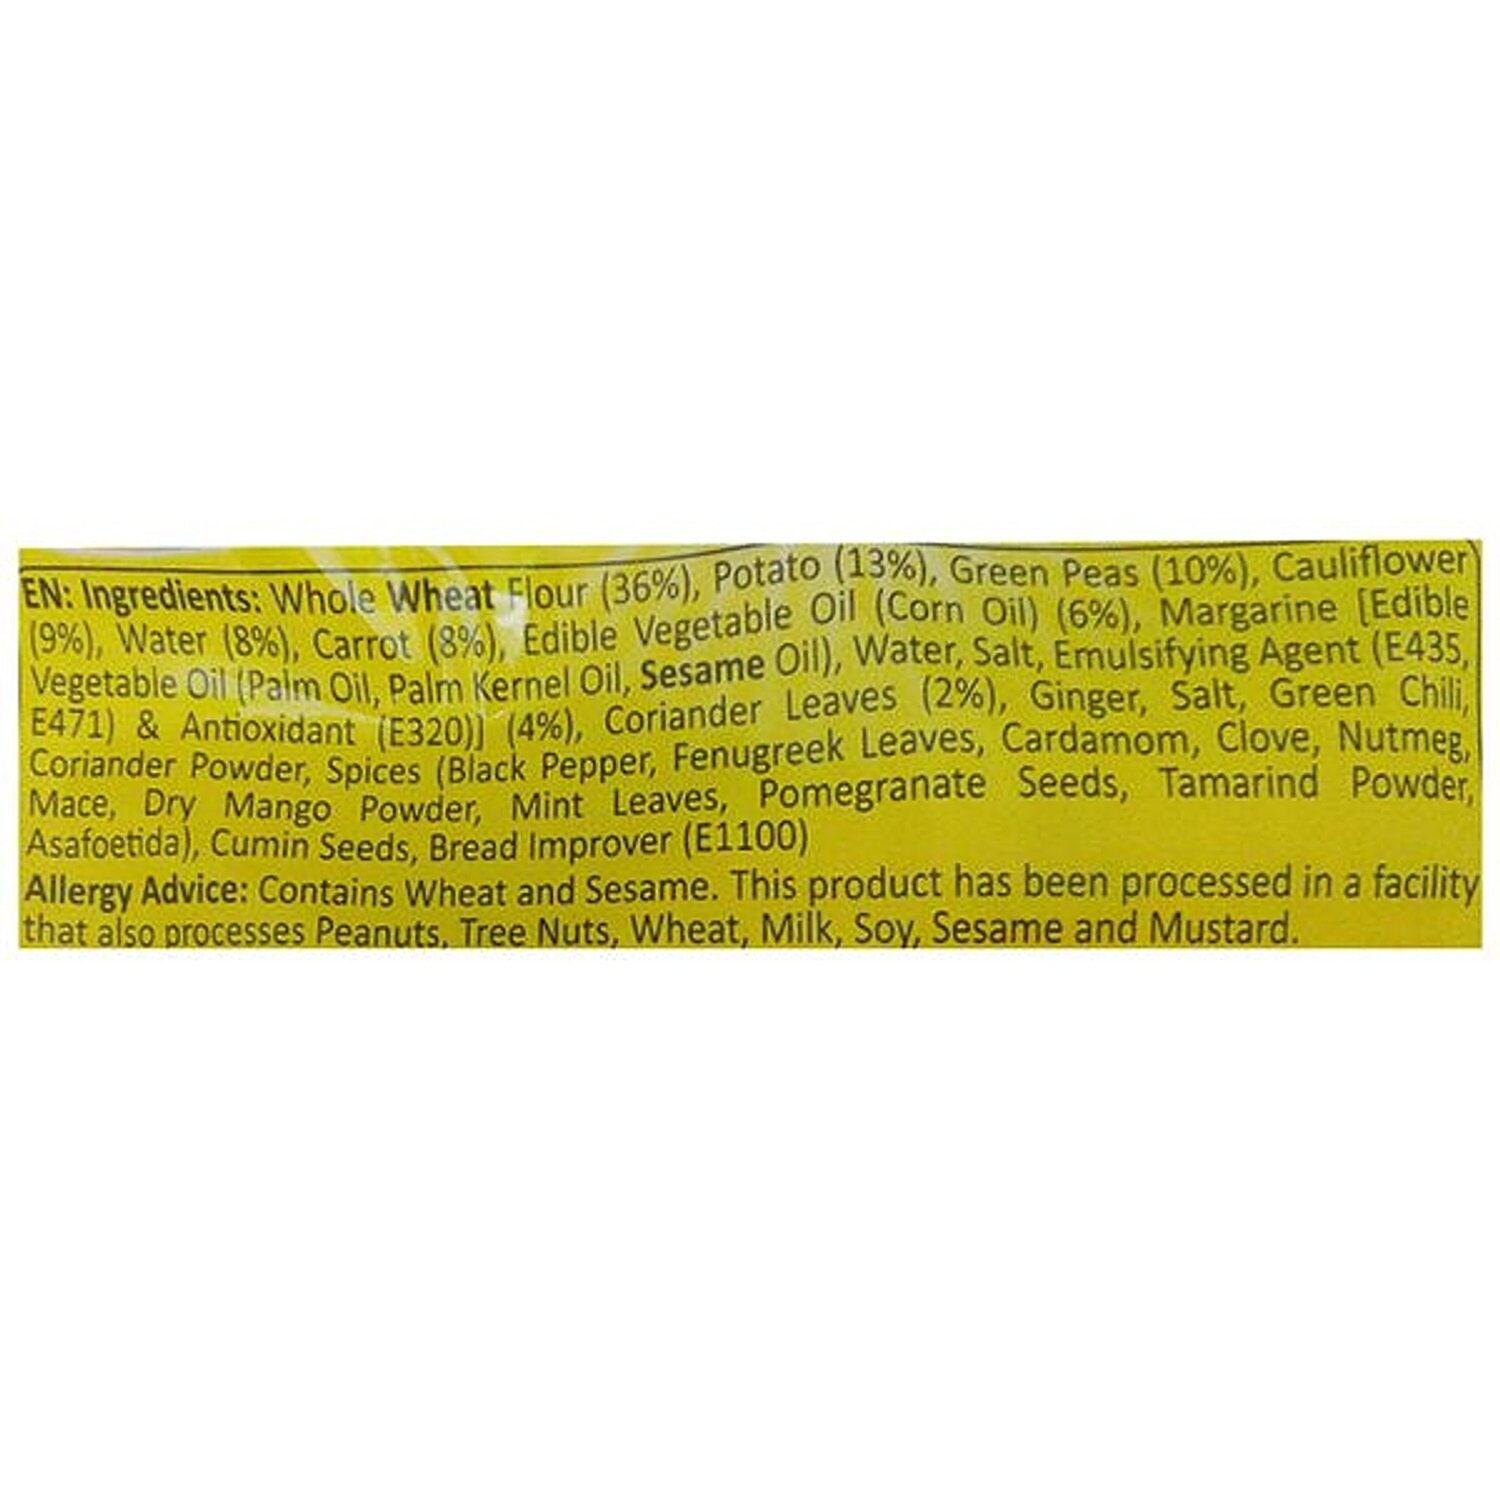 EN: Ingredients: Whole Wheat Flour (36%), Potato (13%), Green Peas (10%), Cauliflower
(9%), Water (8%), Carrot (8%), Edible Vegetable Oil (Corn Oil) (6%), Margarine [Edible
Vegetable Oil (Palm Oil, Palm Kernel Oil, Sesame Oil), Water, Salt, Emulsifying Agent (E435,
E471) & Antioxidant (E320)] (4%), Coriander Leaves (2%), Ginger, Salt, Green Chili,
Coriander Powder, Spices (Black Pepper, Fenugreek Leaves, Cardamom, Clove, Nutmeg,
Mace, Dry Mango Powder, Mint Leaves, Pomegranate Seeds, Tamarind Powder,
Asafoetida), Cumin Seeds, Bread Improver (E1100)
Allergy Advice: Contains Wheat and Sesame. This product has been processed in a facility
that also processes Peanuts, Tree Nuts, Wheat, Milk, Soy, Sesame and Mustard.